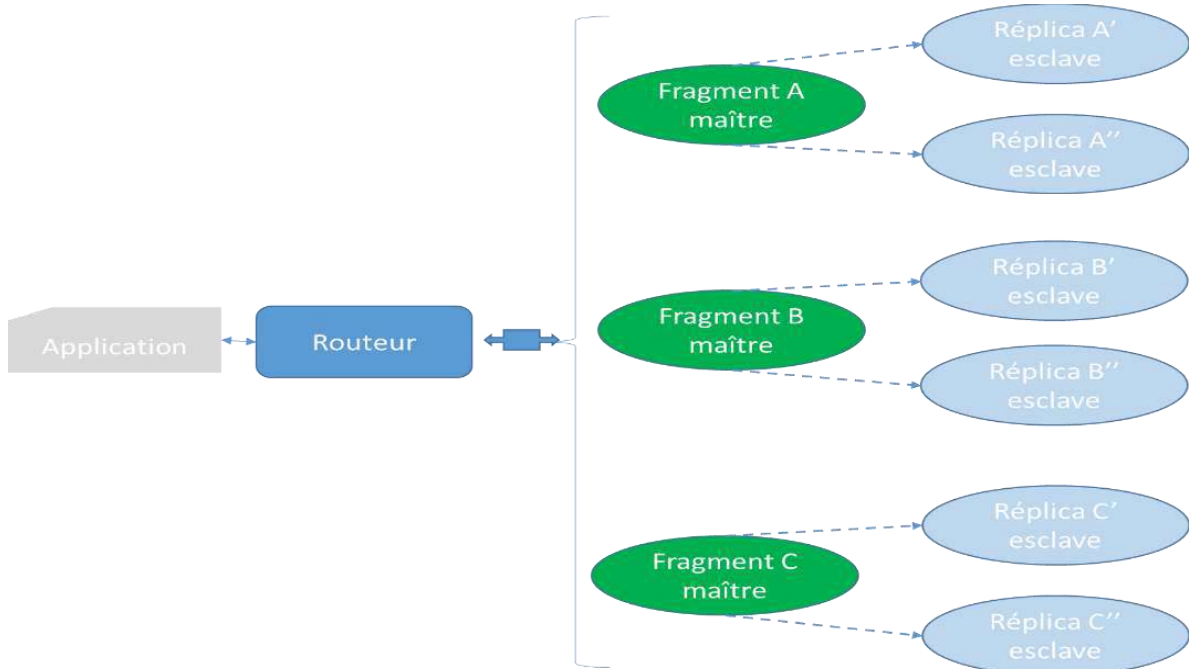 Réplica A’
esclave
Fragment A
maître
Réplica A’’
esclave
Réplica B’
esclave
Fragment B
maître
Application
Routeur
Réplica B’’
esclave
Réplica C’
esclave
Fragment C
maître
Réplica C’’
esclave